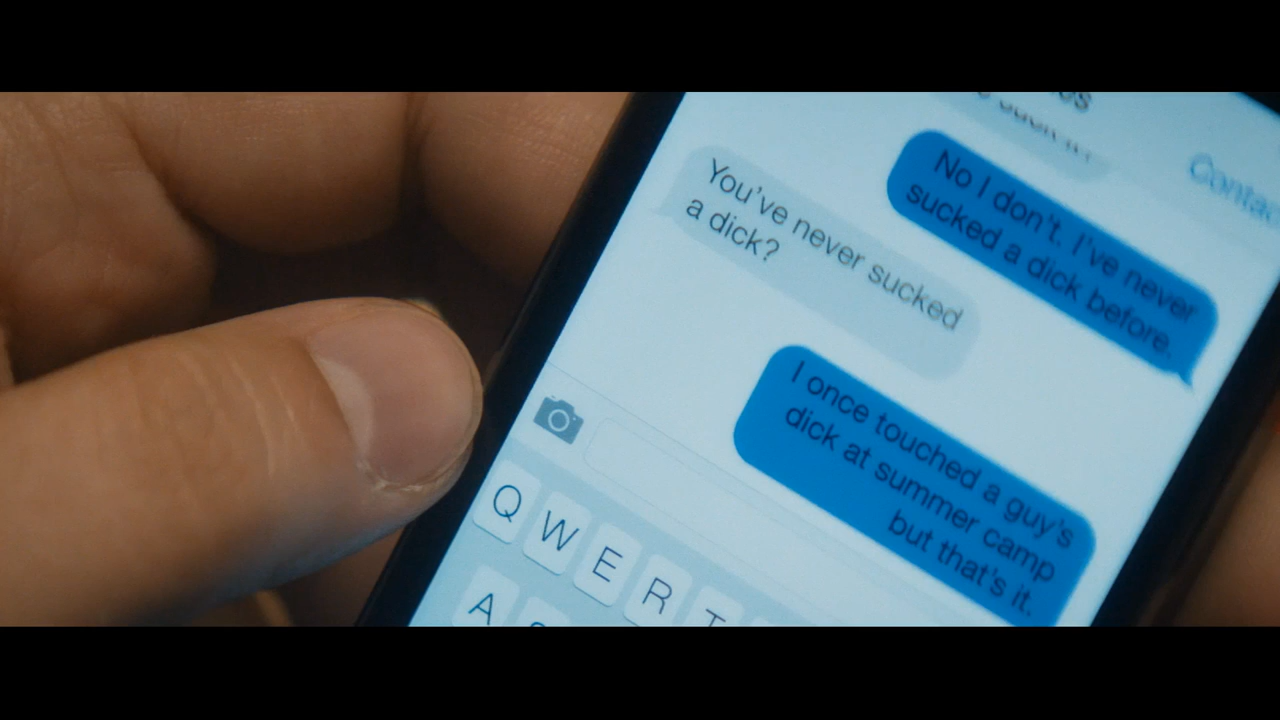 Contac
No I don't. I've never
sucked a dick before.
You've never sucked
a dick?
I once touched a guy's
dick at summer camp
but that's it.
Q W E R T
A